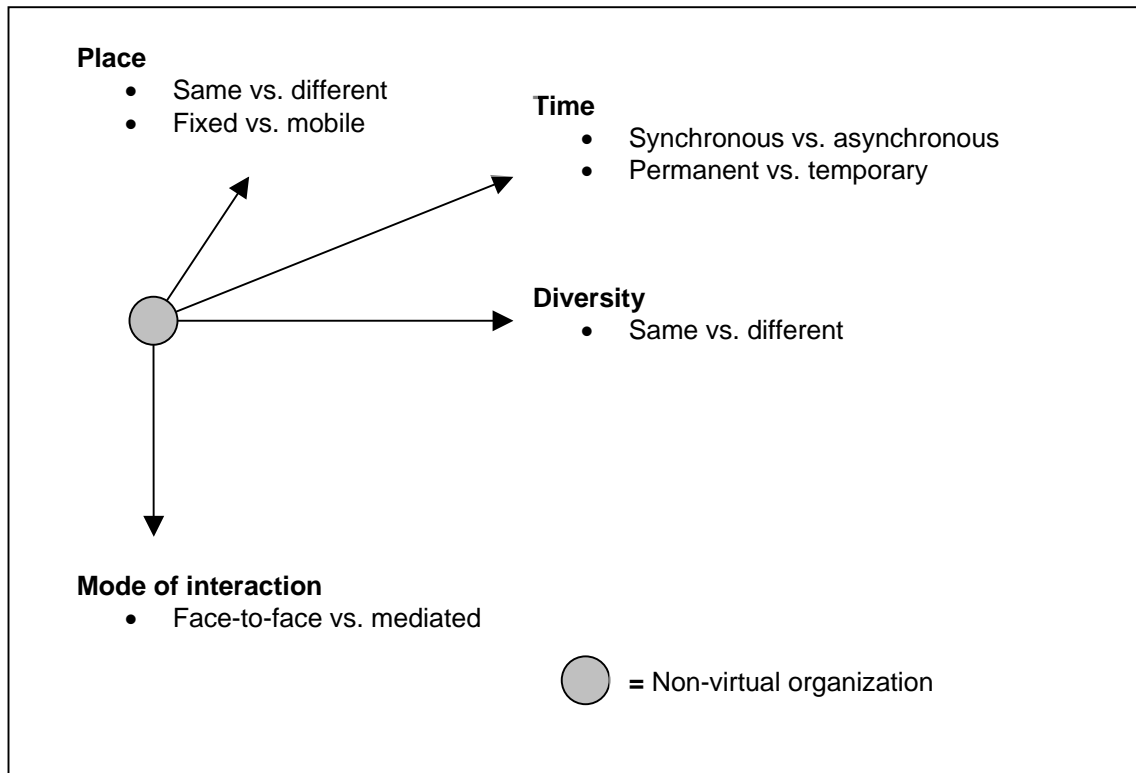 Place
• Same vs. different
• Fixed vs. mobile
Time
• Synchronous vs. asynchronous
• Permanent vs. temporary
Diversity
• Same vs. different
Mode of interaction
• Face-to-face vs. mediated
= Non-virtual organization